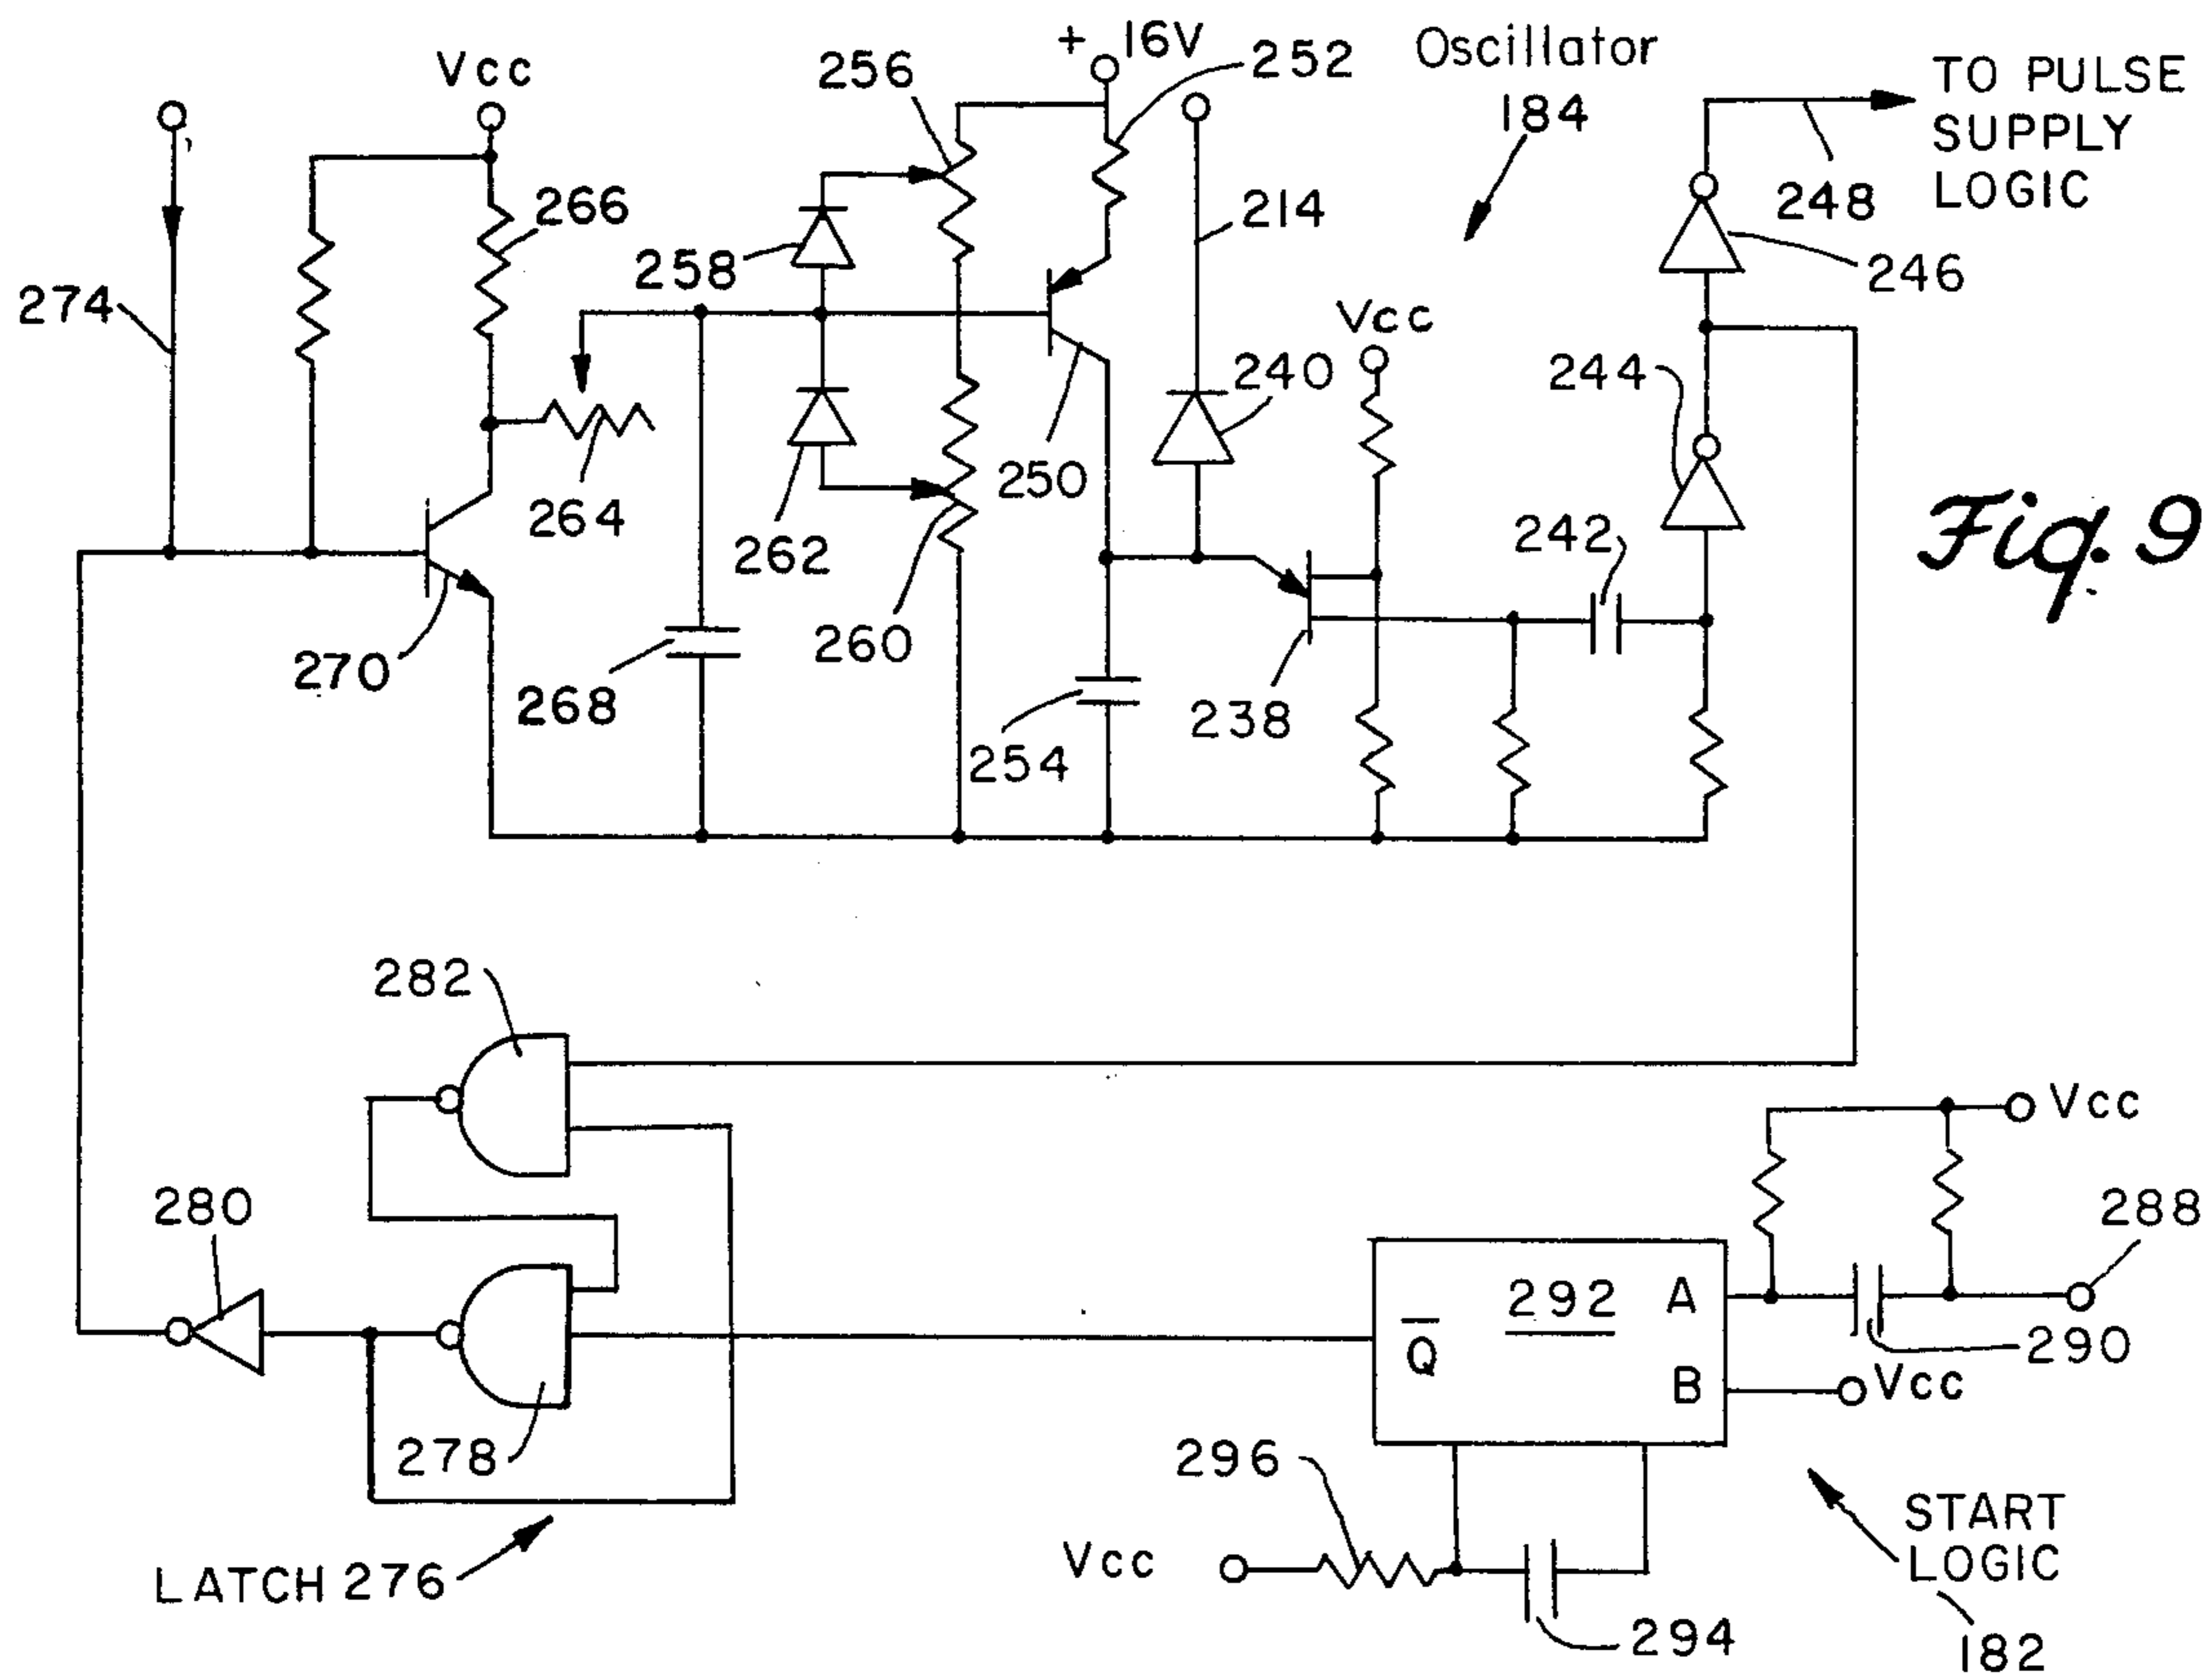 + 16V
Oscillator
184
252
256
Vcc
TO PULSE
SUPPLY
LOGIC
248
266
214
258
246
274
Vcc
240
244
264
250
242
Fig. 9
262
260
270
268
238
254
282
Vcc
280
288
292
A
Q̅
290
B
Vcc
278
296
START
LOGIC
182
Vcc
LATCH 276
294